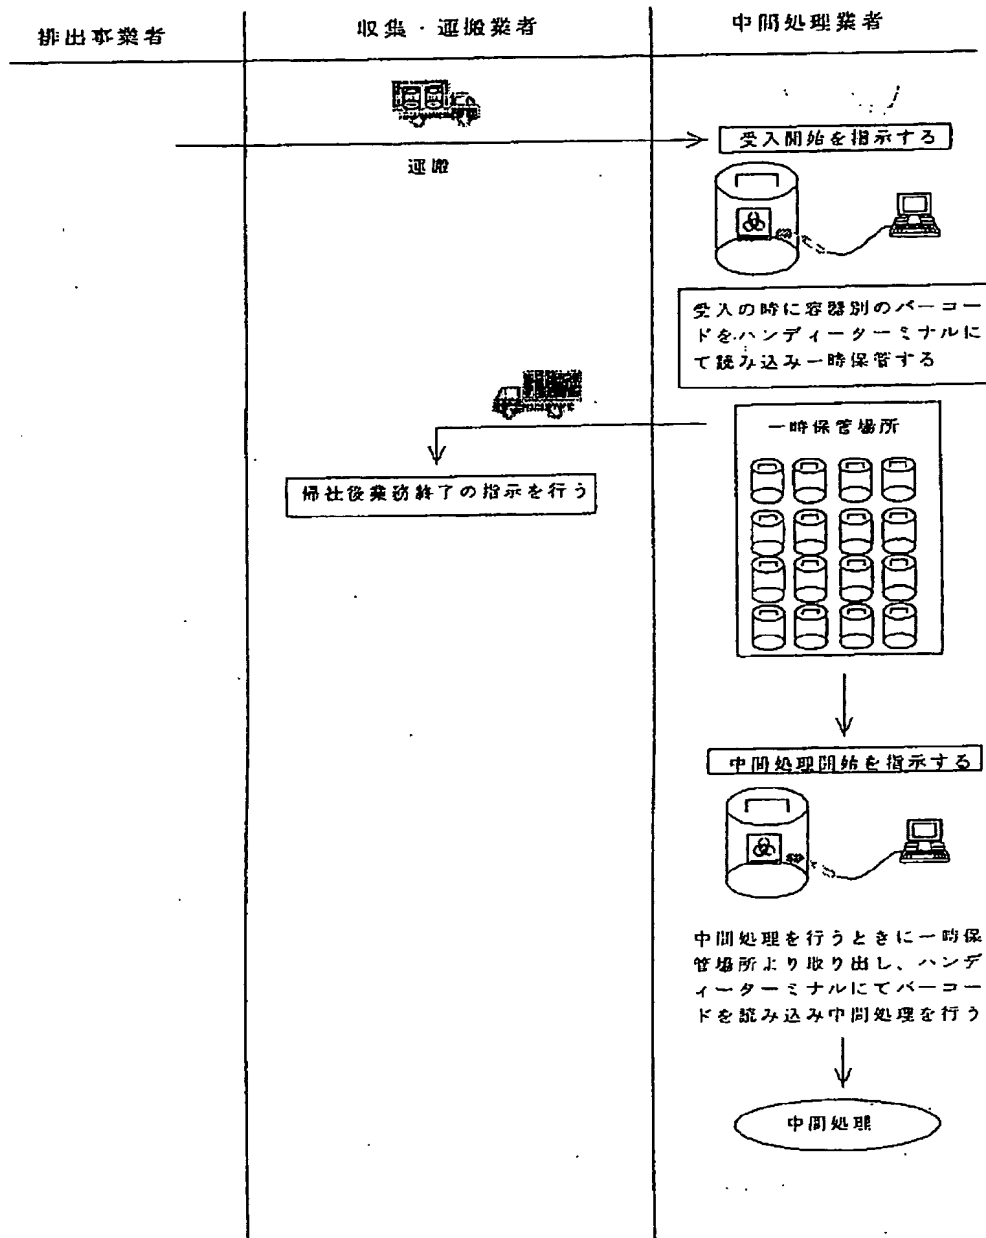 排出事業者
収集・運搬業者
中間処理業者
受入開始を指示する
運搬
受入の時に容器別のバーコー
ドをハンディーターミナルに
て読み込み一時保管する
一時保管場所
帰社後業務終了の指示を行う
中間処理開始を指示する
中間処理を行うときに一時保
管場所より取り出し、ハンデ
ィーターミナルにてバーコー
ドを読み込み中間処理を行う
中間処理